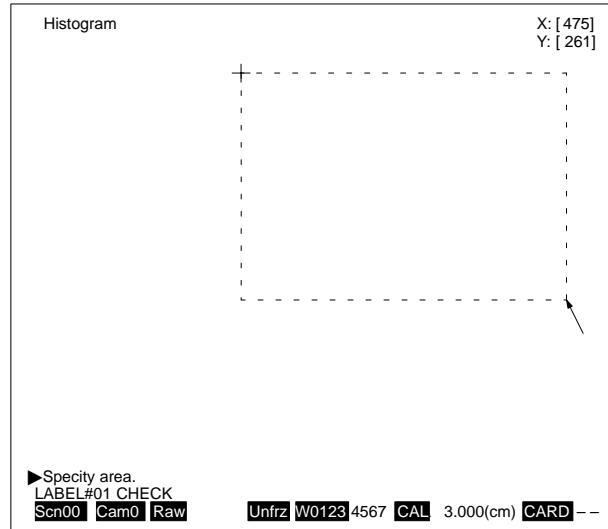 Histogram
X: [ 475]
Y: [ 261]
▶Specity area.
LABEL#01 CHECK
Scn00 Cam0 Raw Unfrz W0123 4567 CAL 3.000(cm) CARD – –